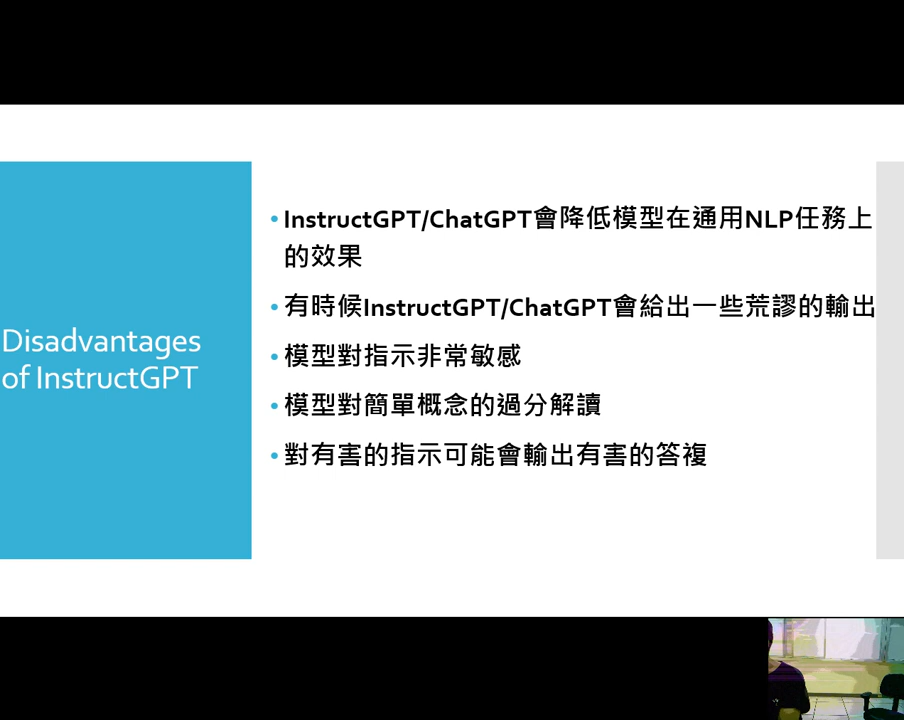 Disadvantages
of InstructGPT
• InstructGPT/ChatGPT會降低模型在通用NLP任務上
的效果
• 有時候InstructGPT/ChatGPT會給出一些荒謬的輸出
• 模型對指示非常敏感
• 模型對簡單概念的過分解讀
• 對有害的指示可能會輸出有害的答複